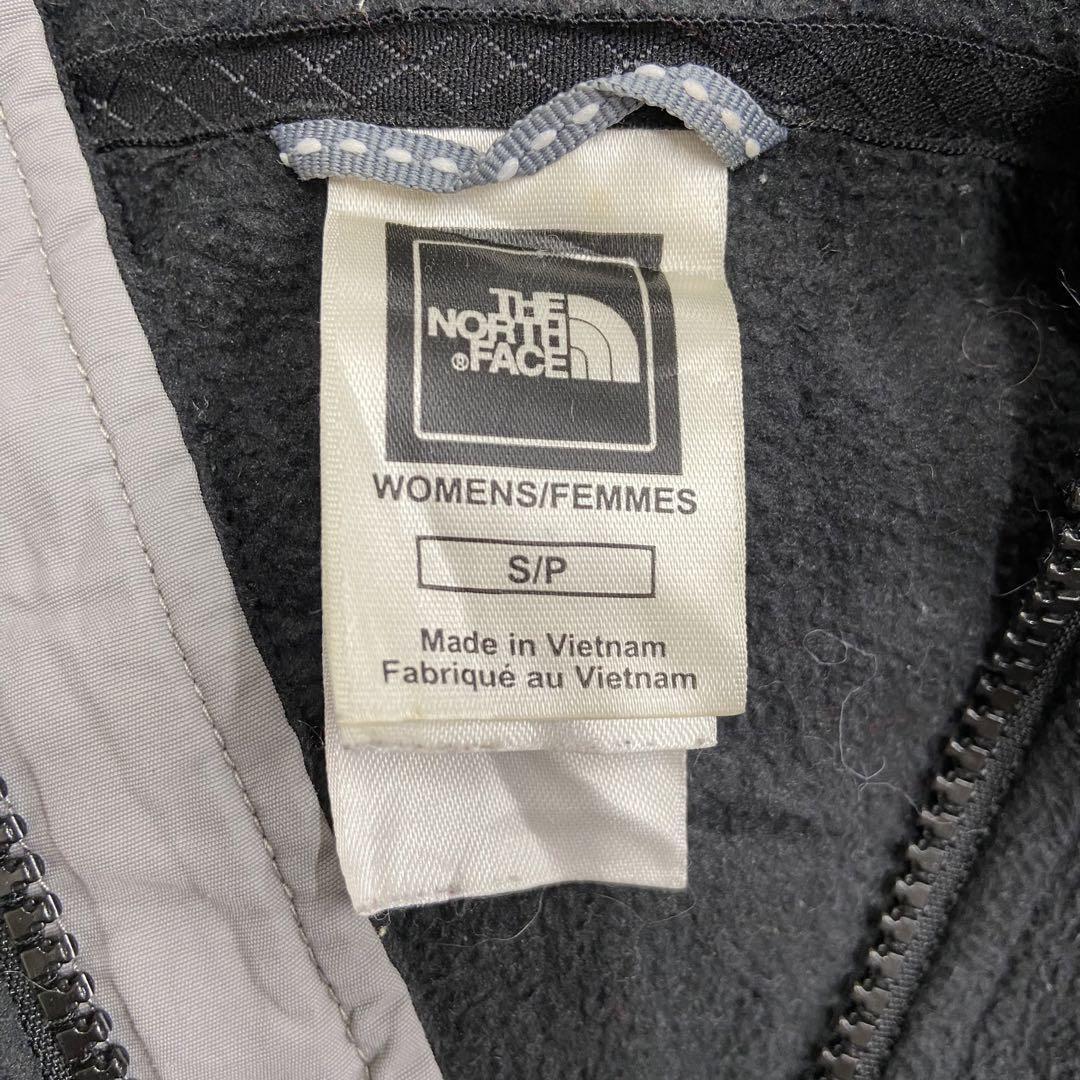 THE
NORTH
®FACE
WOMENS/FEMMES
S/P
Made in Vietnam
Fabriqué au Vietnam